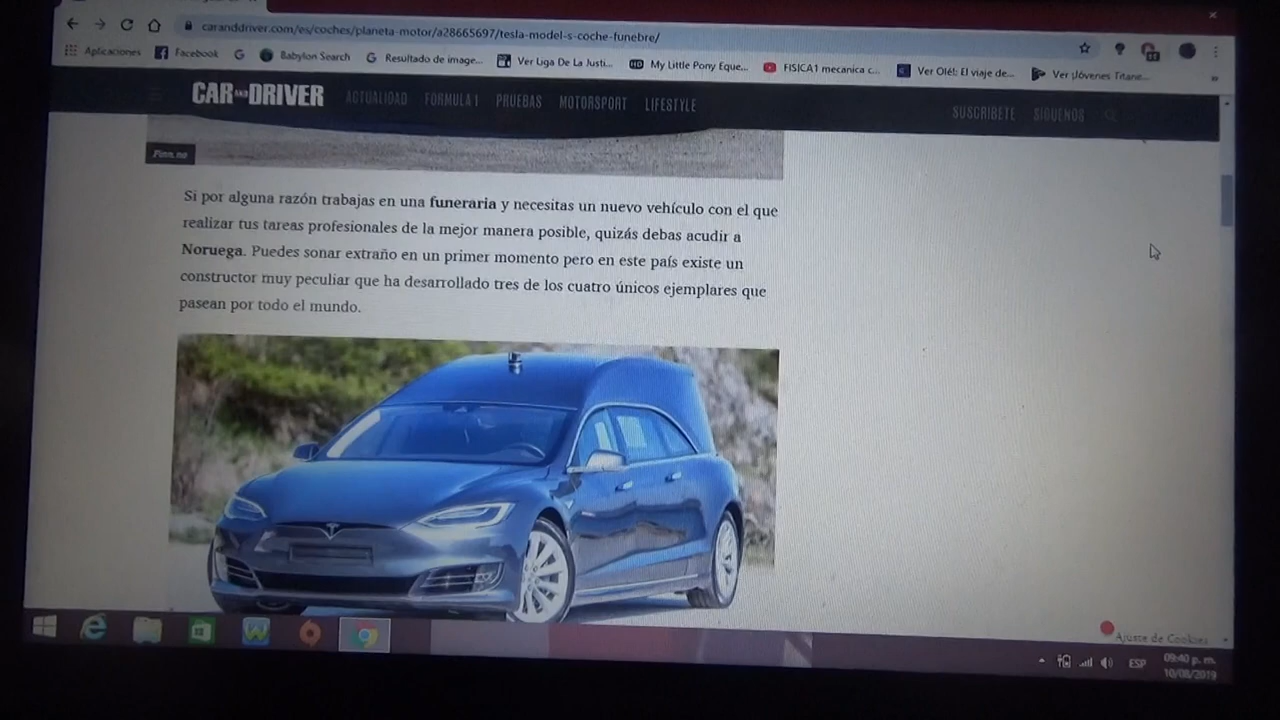 caranddriver.com/es/coches/planeta-motor/a28665697/tesla-model-s-coche-funebre/
Aplicaciones Facebook Babylon Search Resultado de image... Ver Liga De La Justi... My Little Pony Eque... FISICA1 mecanica c... Ver Olé!: El viaje de... Ver ¡Jóvenes Titane...
CAR AND DRIVER ACTUALIDAD FÓRMULA 1 PRUEBAS MOTORSPORT LIFESTYLE SUSCRÍBETE SÍGUENOS
Finn.no
Si por alguna razón trabajas en una funeraria y necesitas un nuevo vehículo con el que
realizar tus tareas profesionales de la mejor manera posible, quizás debas acudir a
Noruega. Puedes sonar extraño en un primer momento pero en este país existe un
constructor muy peculiar que ha desarrollado tres de los cuatro únicos ejemplares que
pasean por todo el mundo.
Ajuste de Cookies
ESP 09:40 p. m.
10/08/2019